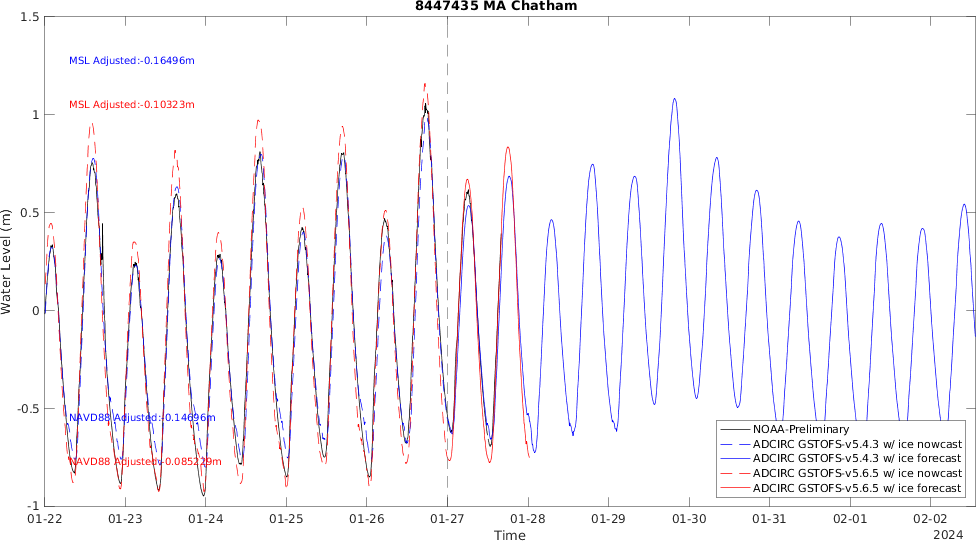 8447435 MA Chatham
1.5
MSL Adjusted:-0.16496m
MSL Adjusted:-0.10323m
1
0.5
0
-0.5
-1
Water Level (m)
NAVD88 Adjusted:-0.14696m
NAVD88 Adjusted:-0.085229m
NOAA-Preliminary
ADCIRC GSTOFS-v5.4.3 w/ ice nowcast
ADCIRC GSTOFS-v5.4.3 w/ ice forecast
ADCIRC GSTOFS-v5.6.5 w/ ice nowcast
ADCIRC GSTOFS-v5.6.5 w/ ice forecast
01-22 01-23 01-24 01-25 01-26 01-27 01-28 01-29 01-30 01-31 02-01 02-02
Time
2024